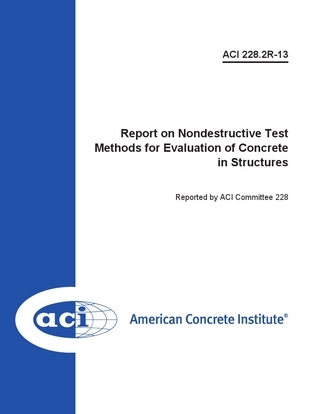 ACI 228.2R-13
Report on Nondestructive Test
Methods for Evaluation of Concrete
in Structures
Reported by ACI Committee 228
aci American Concrete Institute®